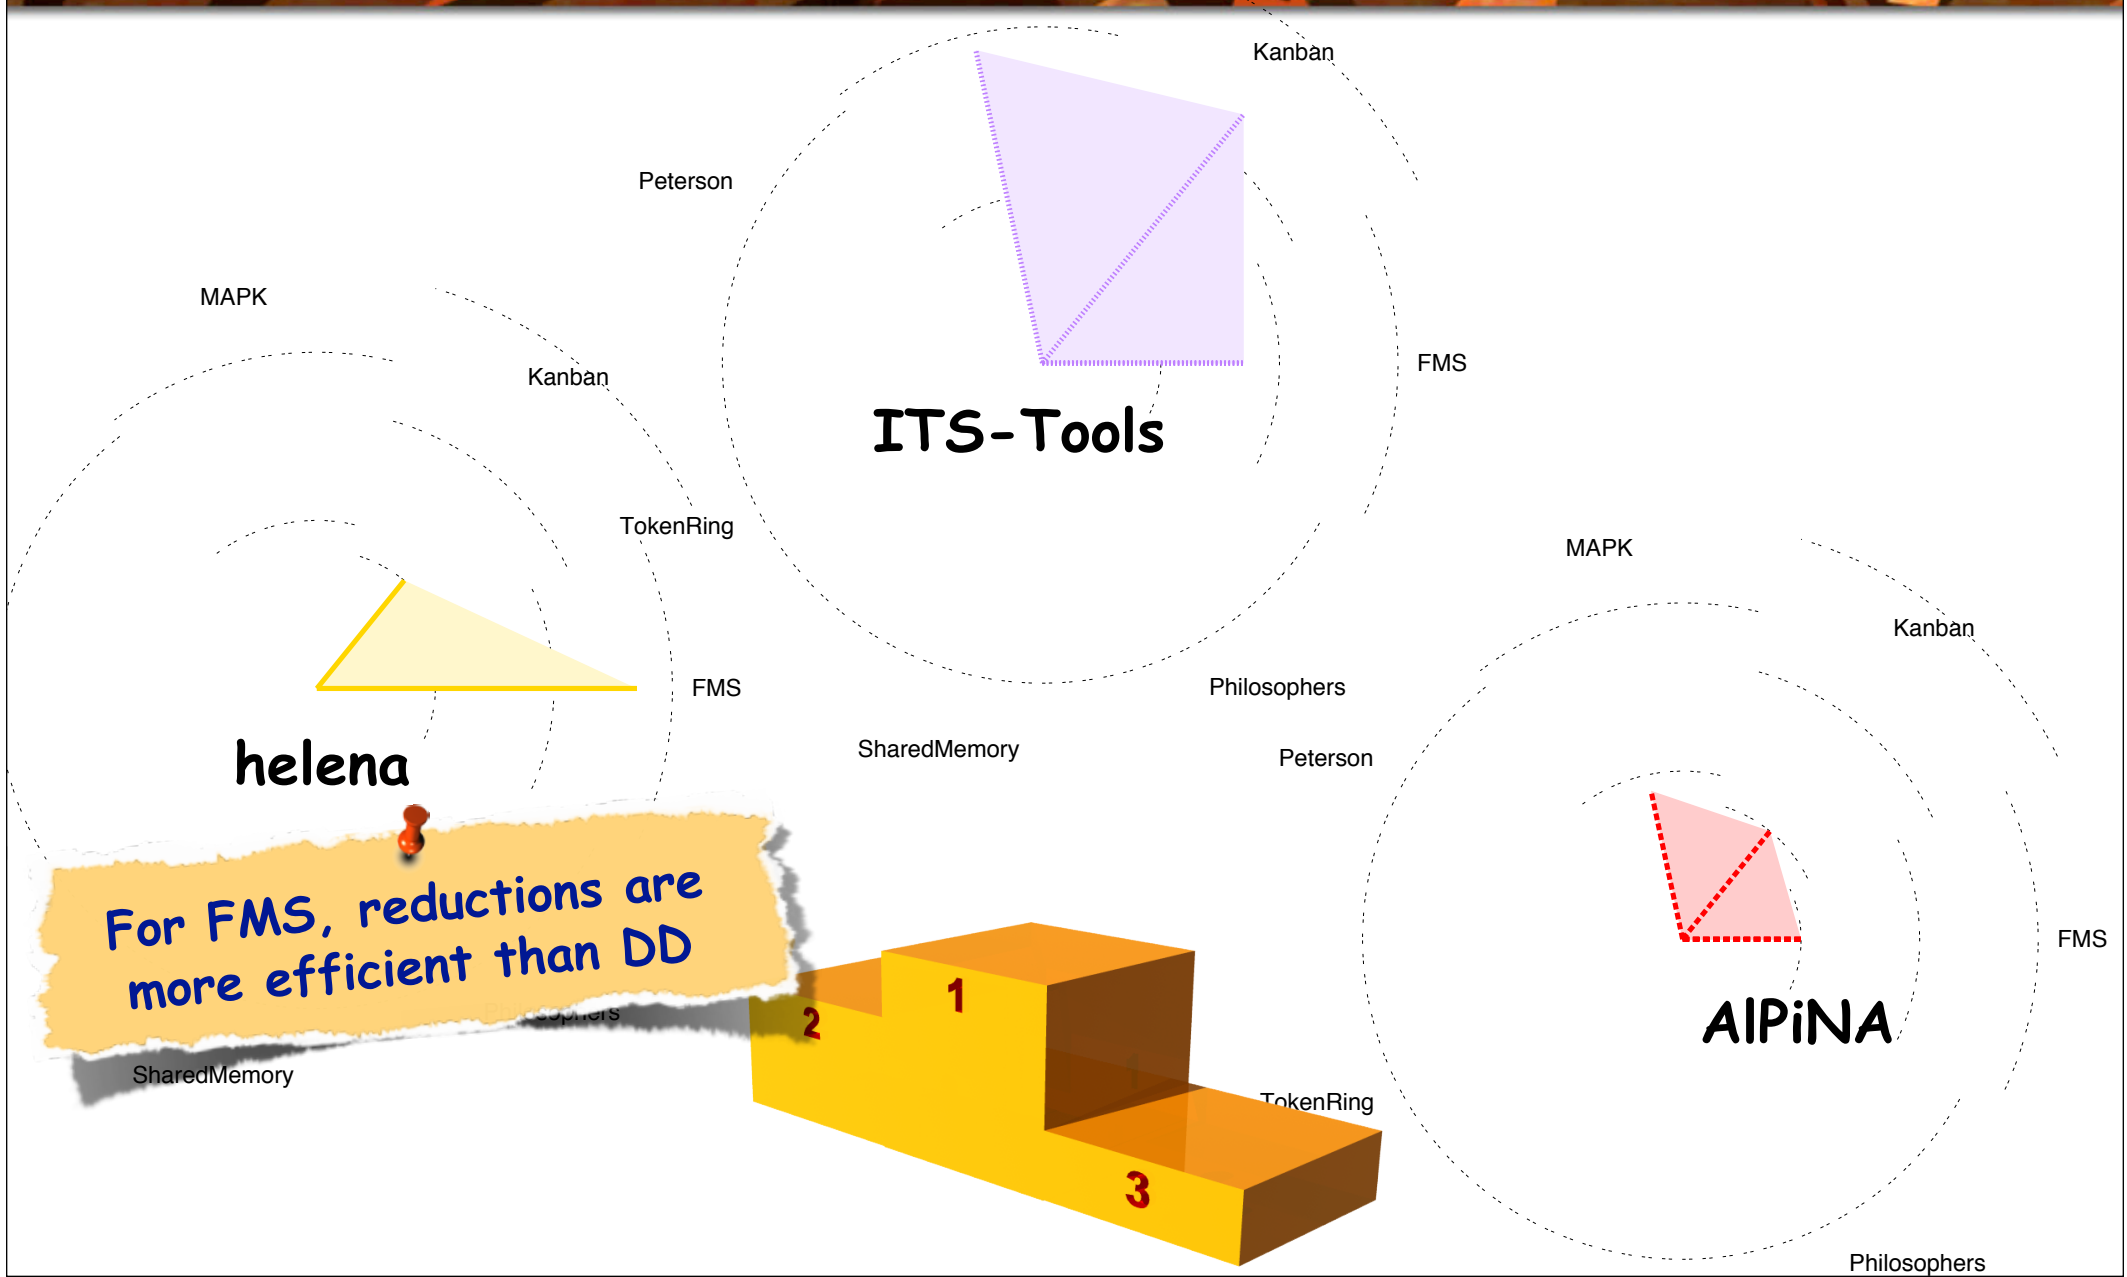 Kanban
Peterson
MAPK
Kanban
FMS
ITS-Tools
TokenRing
MAPK
Kanban
FMS
Philosophers
SharedMemory
Peterson
helena
For FMS, reductions are
more efficient than DD
FMS
1
2
Philosophers
AlPiNA
SharedMemory
TokenRing
3
Philosophers